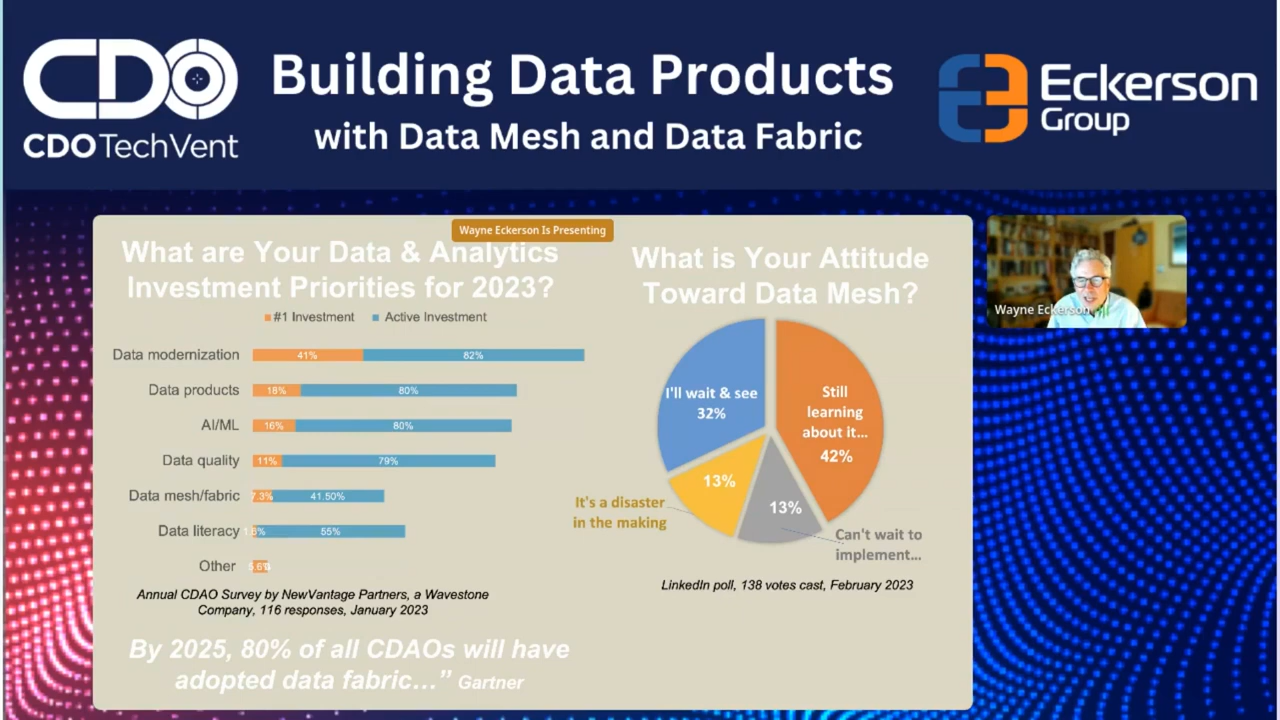 CDO
CDO TechVent
Building Data Products
with Data Mesh and Data Fabric
Eckerson
Group
Wayne Eckerson Is Presenting
What are Your Data & Analytics
Investment Priorities for 2023?
#1 Investment
Active Investment
Data modernization 41% 82%
Data products 18% 80%
AI/ML 16% 80%
Data quality 11% 79%
Data mesh/fabric 7.3% 41.50%
Data literacy 55%
Other
Annual CDAO Survey by NewVantage Partners, a Wavestone
Company, 116 responses, January 2023
By 2025, 80% of all CDAOs will have
adopted data fabric…” Gartner
What is Your Attitude
Toward Data Mesh?
I'll wait & see
32%
Still
learning
about it...
42%
13%
13%
It's a disaster
in the making
Can't wait to
implement...
LinkedIn poll, 138 votes cast, February 2023
Wayne Eckerson